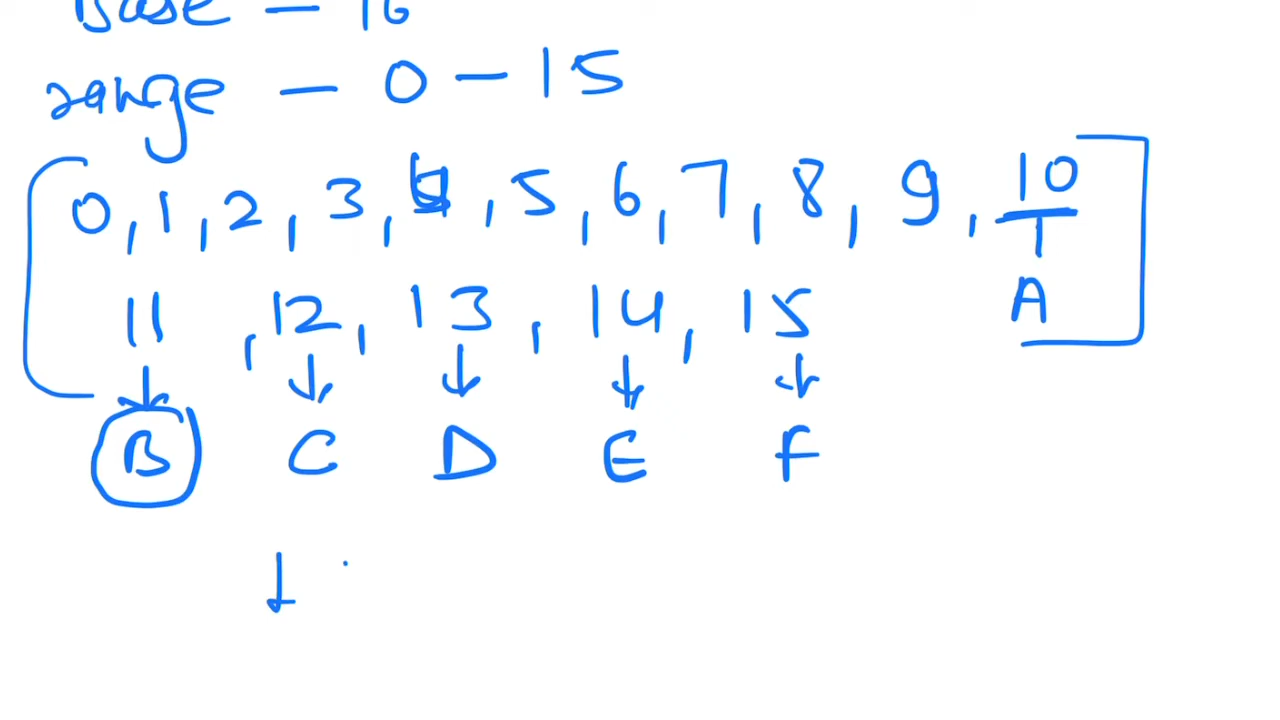 Base - 16
range - 0 - 15
0, 1, 2, 3, 4, 5, 6, 7, 8, 9, 10
A
11, 12, 13, 14, 15
B C D E F